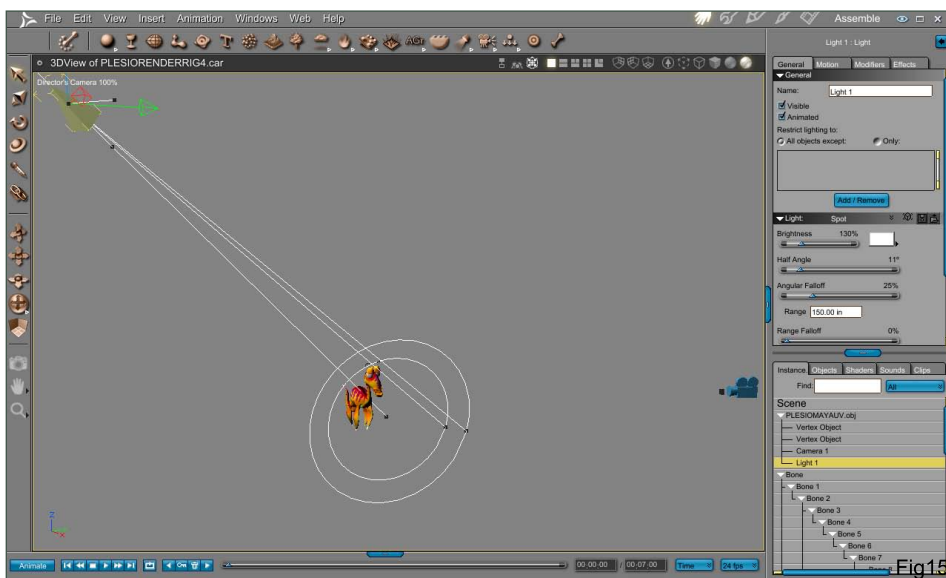 File Edit View Insert Animation Windows Web Help
Assemble
3DView of PLESIORENDERRIG4.car
Director's Camera 100%
Light 1 : Light
General Motion Modifiers Effects
General
Name: Light 1
Visible
Animated
Restrict lighting to:
All objects except: Only:
Add / Remove
Light: Spot
Brightness 130%
Half Angle 11º
Angular Falloff 25%
Range 150.00 in
Range Falloff 0%
Instance Objects Shaders Sounds Clips
Find: All
Scene
PLESIOMAYAUV.obj
Vertex Object
Vertex Object
Camera 1
Light 1
Bone
Bone 1
Bone 2
Bone 3
Bone 4
Bone 5
Bone 6
Bone 7
Z
X
Animate 00:00:00 / 00:07:00 Time 24 fps